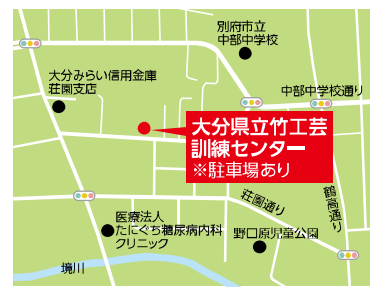 別府市立
中部中学校
大分みらい信用金庫
荘園支店
中部中学校通り
大分県立竹工芸
訓練センター
※駐車場あり
鶴高通り
荘園通り
医療法人
たにぐち糖尿病内科
クリニック
野口原児童公園
境川